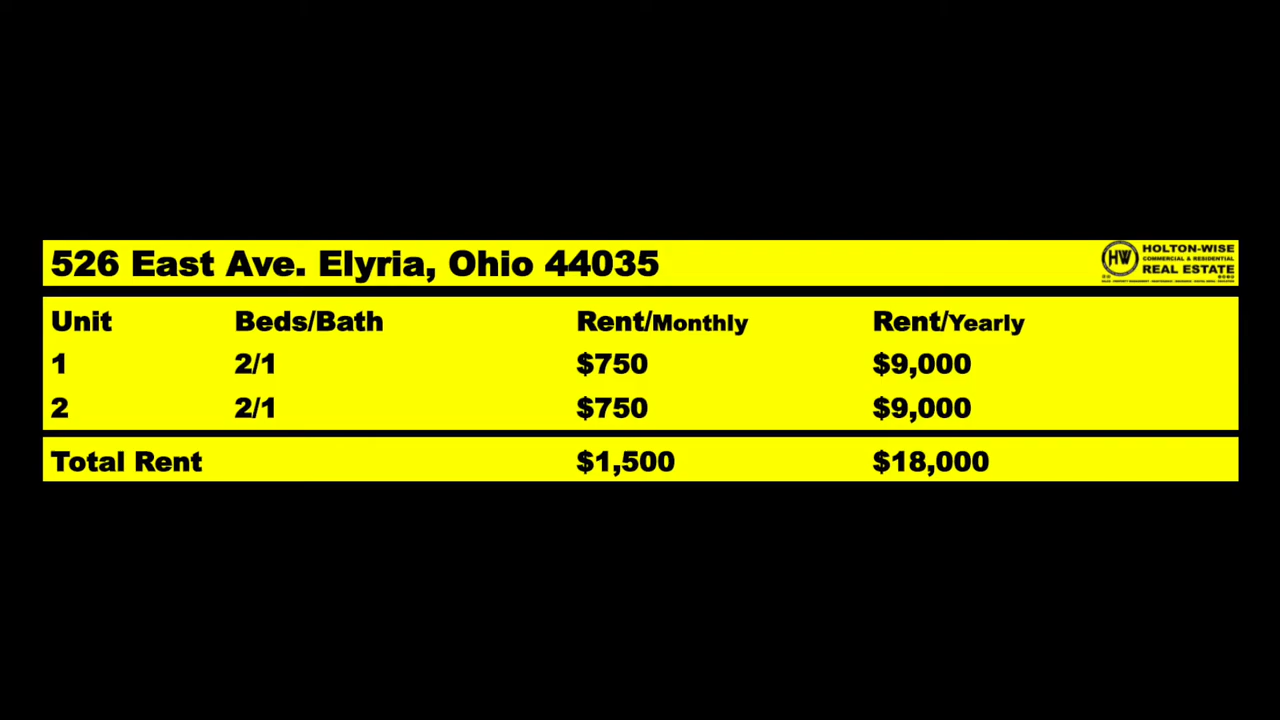 526 East Ave. Elyria, Ohio 44035
HW HOLTON-WISE
COMMERCIAL & RESIDENTIAL
REAL ESTATE
Unit Beds/Bath Rent/Monthly Rent/Yearly
1 2/1 $750 $9,000
2 2/1 $750 $9,000
Total Rent $1,500 $18,000